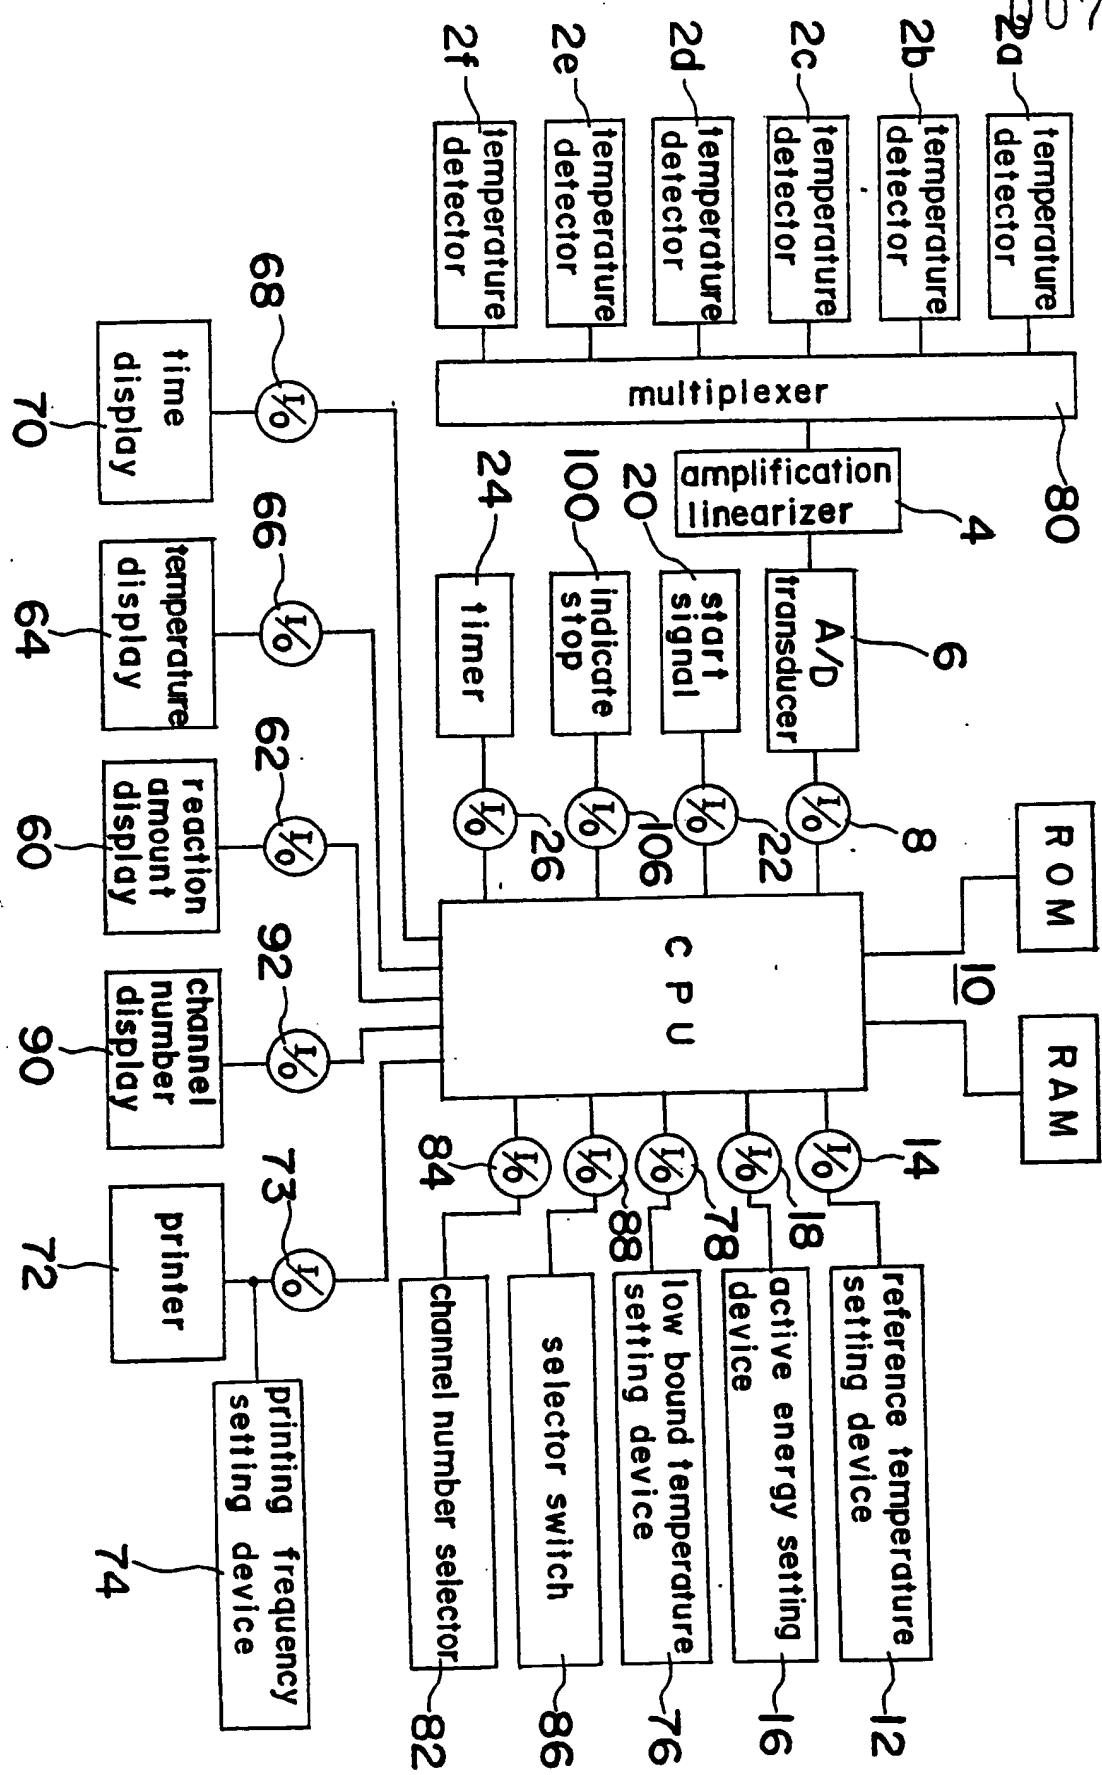 2a
temperature
detector
2b
temperature
detector
2c
temperature
detector
2d
temperature
detector
2e
temperature
detector
2f
temperature
detector
multiplexer
80
amplification
linearizer
4
A/D
transducer
6
I/O
8
start
signal
20
I/O
22
indicate
stop
100
I/O
106
timer
24
I/O
26
ROM
RAM
10
CPU
I/O
14
reference temperature
setting device
12
I/O
18
active energy setting
device
16
I/O
78
low bound temperature
setting device
76
I/O
88
selector switch
86
I/O
84
channel number selector
82
68
I/O
time
display
70
66
I/O
temperature
display
64
62
I/O
reaction
amount
display
60
92
I/O
channel
number
display
90
73
I/O
printer
72
printing frequency
setting device
74